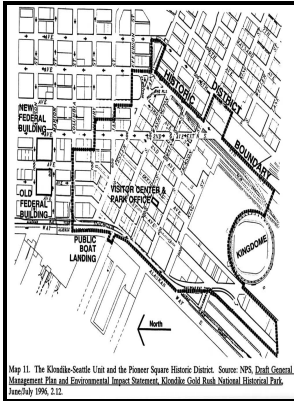 HISTORIC
DISTRICT
BOUNDARY
NEW
FEDERAL
BUILDING
OLD
FEDERAL
BUILDING
VISITOR CENTER &
PARK OFFICE
PUBLIC
BOAT
LANDING
KINGDOME
ALASKAN
WAY
North
Map 11. The Klondike-Seattle Unit and the Pioneer Square Historic District. Source: NPS, Draft General
Management Plan and Environmental Impact Statement, Klondike Gold Rush National Historical Park,
June/July 1996, 2.12.